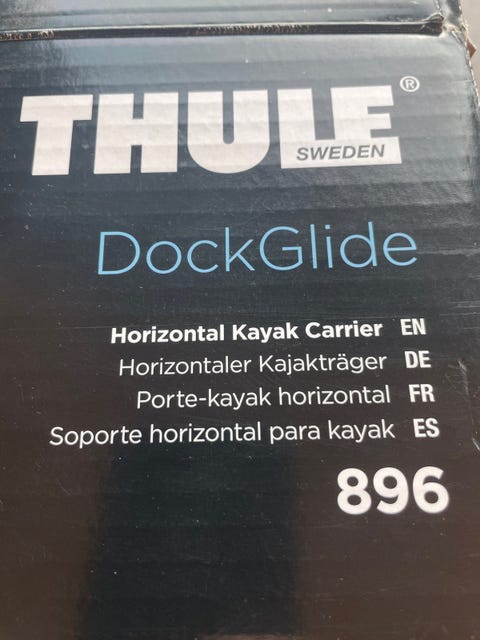 THULE®
SWEDEN
DockGlide
Horizontal Kayak Carrier EN
Horizontaler Kajakträger DE
Porte-kayak horizontal FR
Soporte horizontal para kayak ES
896